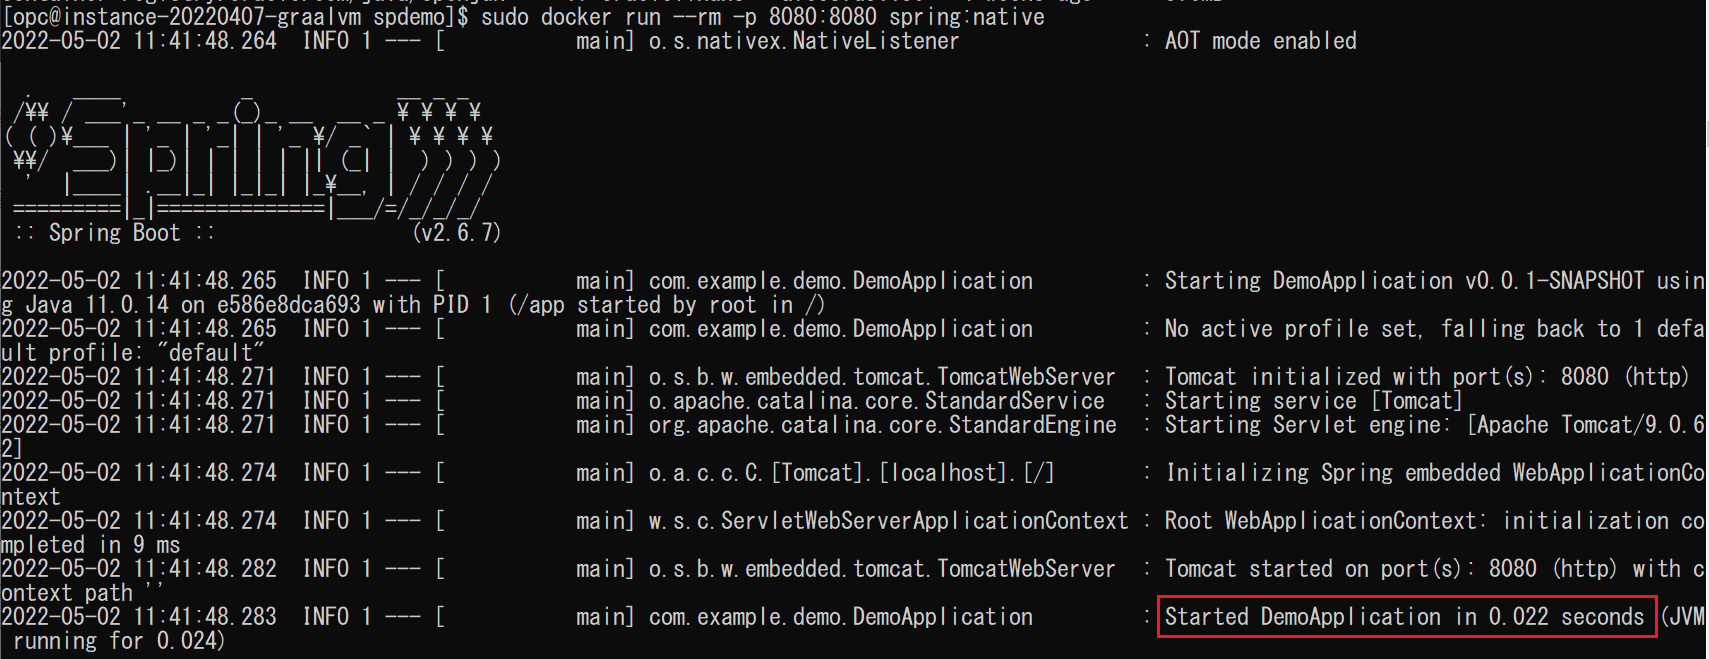 [opc@instance-20220407-graalvm spdemo]$ sudo docker run --rm -p 8080:8080 spring:native
2022-05-02 11:41:48.264  INFO 1 --- [           main] o.s.nativex.NativeListener               : AOT mode enabled
  .   ____          _            __ _ _
 /¥¥ / ___'_ __ _ _(_)_ __  __ _ ¥ ¥ ¥ ¥
( ( )¥___ | '_ | '_| | '_ ¥/ _` | ¥ ¥ ¥ ¥
 ¥¥/  ___)| |_)| | | | | || (_| |  ) ) ) )
  '  |____| .__|_| |_|_| |_¥__, | / / / /
 =========|_|==============|___/=/_/_/_/
 :: Spring Boot ::                (v2.6.7)
2022-05-02 11:41:48.265  INFO 1 --- [           main] com.example.demo.DemoApplication         : Starting DemoApplication v0.0.1-SNAPSHOT usin
g Java 11.0.14 on e586e8dca693 with PID 1 (/app started by root in /)
2022-05-02 11:41:48.265  INFO 1 --- [           main] com.example.demo.DemoApplication         : No active profile set, falling back to 1 defa
ult profile: "default"
2022-05-02 11:41:48.271  INFO 1 --- [           main] o.s.b.w.embedded.tomcat.TomcatWebServer  : Tomcat initialized with port(s): 8080 (http)
2022-05-02 11:41:48.271  INFO 1 --- [           main] o.apache.catalina.core.StandardService   : Starting service [Tomcat]
2022-05-02 11:41:48.271  INFO 1 --- [           main] org.apache.catalina.core.StandardEngine  : Starting Servlet engine: [Apache Tomcat/9.0.6
2]
2022-05-02 11:41:48.274  INFO 1 --- [           main] o.a.c.c.C.[Tomcat].[localhost].[/]       : Initializing Spring embedded WebApplicationCo
ntext
2022-05-02 11:41:48.274  INFO 1 --- [           main] w.s.c.ServletWebServerApplicationContext : Root WebApplicationContext: initialization co
mpleted in 9 ms
2022-05-02 11:41:48.282  INFO 1 --- [           main] o.s.b.w.embedded.tomcat.TomcatWebServer  : Tomcat started on port(s): 8080 (http) with c
ontext path ''
2022-05-02 11:41:48.283  INFO 1 --- [           main] com.example.demo.DemoApplication         : Started DemoApplication in 0.022 seconds (JVM
 running for 0.024)